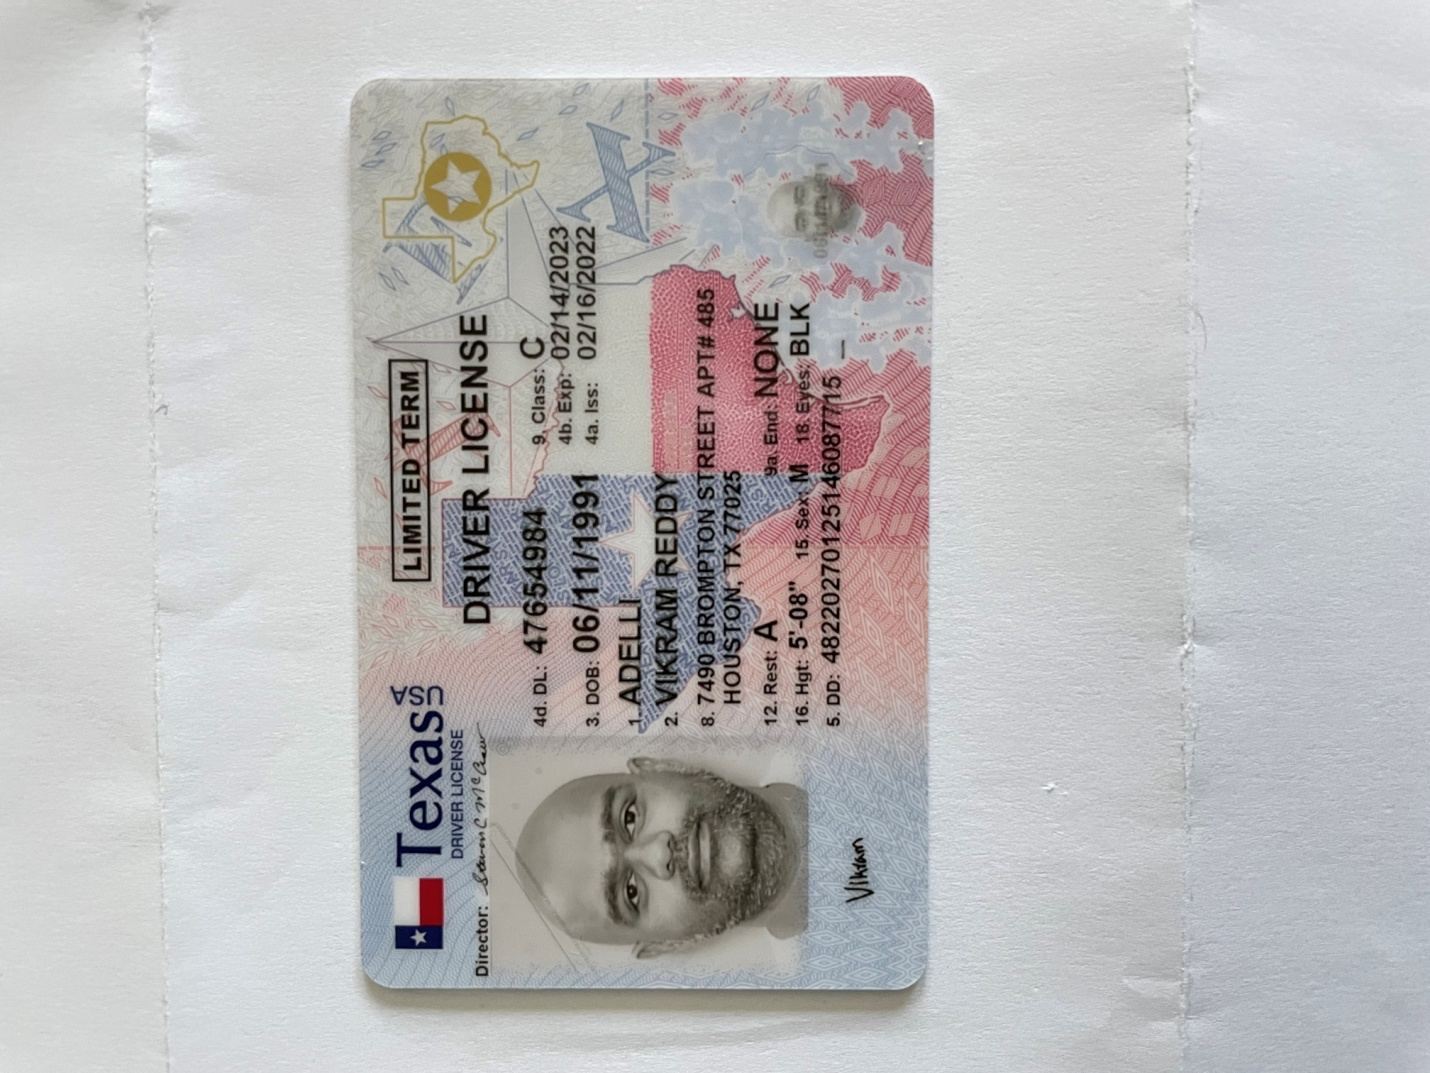 Texas
USA
DRIVER LICENSE
LIMITED TERM
DRIVER LICENSE
Director: Steven C McCraw
4d. DL: 47654984
9. Class: C
3. DOB: 06/11/1991
4b. Exp: 02/14/2023
4a. Iss: 02/16/2022
1. ADELLI
2. VIKRAM REDDY
8. 7490 BROMPTON STREET APT# 485
HOUSTON, TX 77025
12. Rest: A
9a. End: NONE
16. Hgt: 5'-08"
15. Sex: M
18. Eyes: BLK
5. DD: 48220270125146087715
Vikram